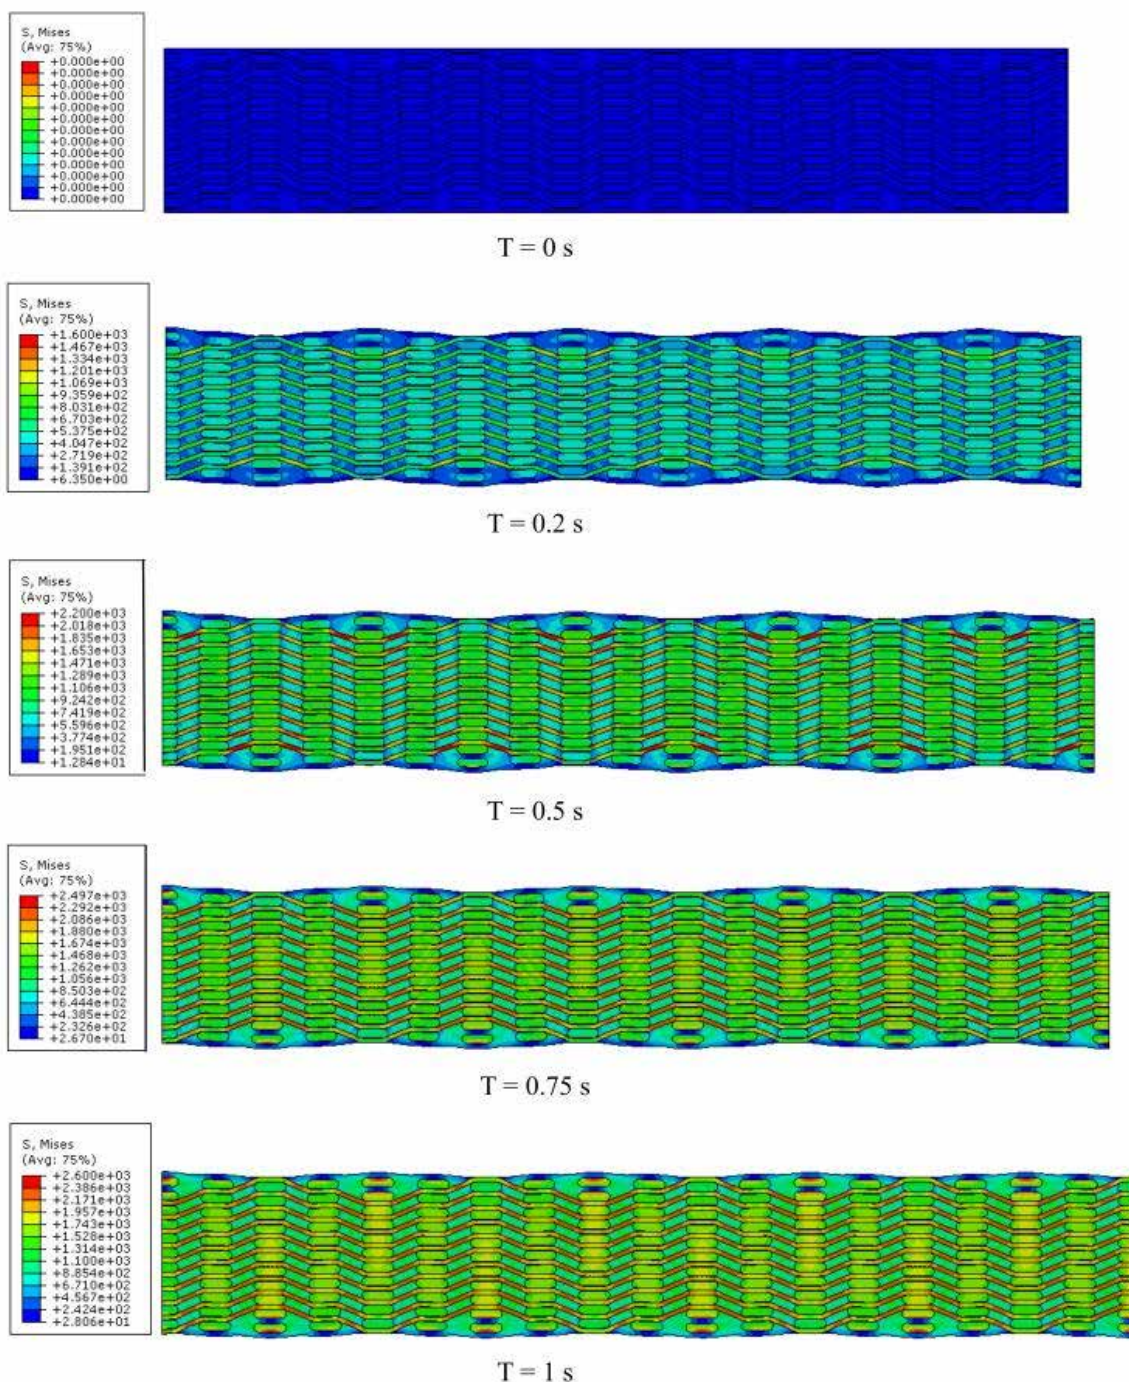 S, Mises
(Avg: 75%)
+0.000e+00
+0.000e+00
+0.000e+00
+0.000e+00
+0.000e+00
+0.000e+00
+0.000e+00
+0.000e+00
+0.000e+00
+0.000e+00
+0.000e+00
+0.000e+00
+0.000e+00
T = 0 s
S, Mises
(Avg: 75%)
+1.600e+03
+1.467e+03
+1.334e+03
+1.201e+03
+1.069e+03
+9.359e+02
+8.031e+02
+6.703e+02
+5.375e+02
+4.047e+02
+2.719e+02
+1.391e+02
+6.350e+00
T = 0.2 s
S, Mises
(Avg: 75%)
+2.200e+03
+2.018e+03
+1.835e+03
+1.653e+03
+1.471e+03
+1.289e+03
+1.106e+03
+9.242e+02
+7.419e+02
+5.596e+02
+3.774e+02
+1.951e+02
+1.284e+01
T = 0.5 s
S, Mises
(Avg: 75%)
+2.497e+03
+2.292e+03
+2.086e+03
+1.880e+03
+1.674e+03
+1.468e+03
+1.262e+03
+1.056e+03
+8.503e+02
+6.444e+02
+4.385e+02
+2.326e+02
+2.670e+01
T = 0.75 s
S, Mises
(Avg: 75%)
+2.600e+03
+2.386e+03
+2.171e+03
+1.957e+03
+1.743e+03
+1.528e+03
+1.314e+03
+1.100e+03
+8.854e+02
+6.710e+02
+4.567e+02
+2.424e+02
+2.806e+01
T = 1 s